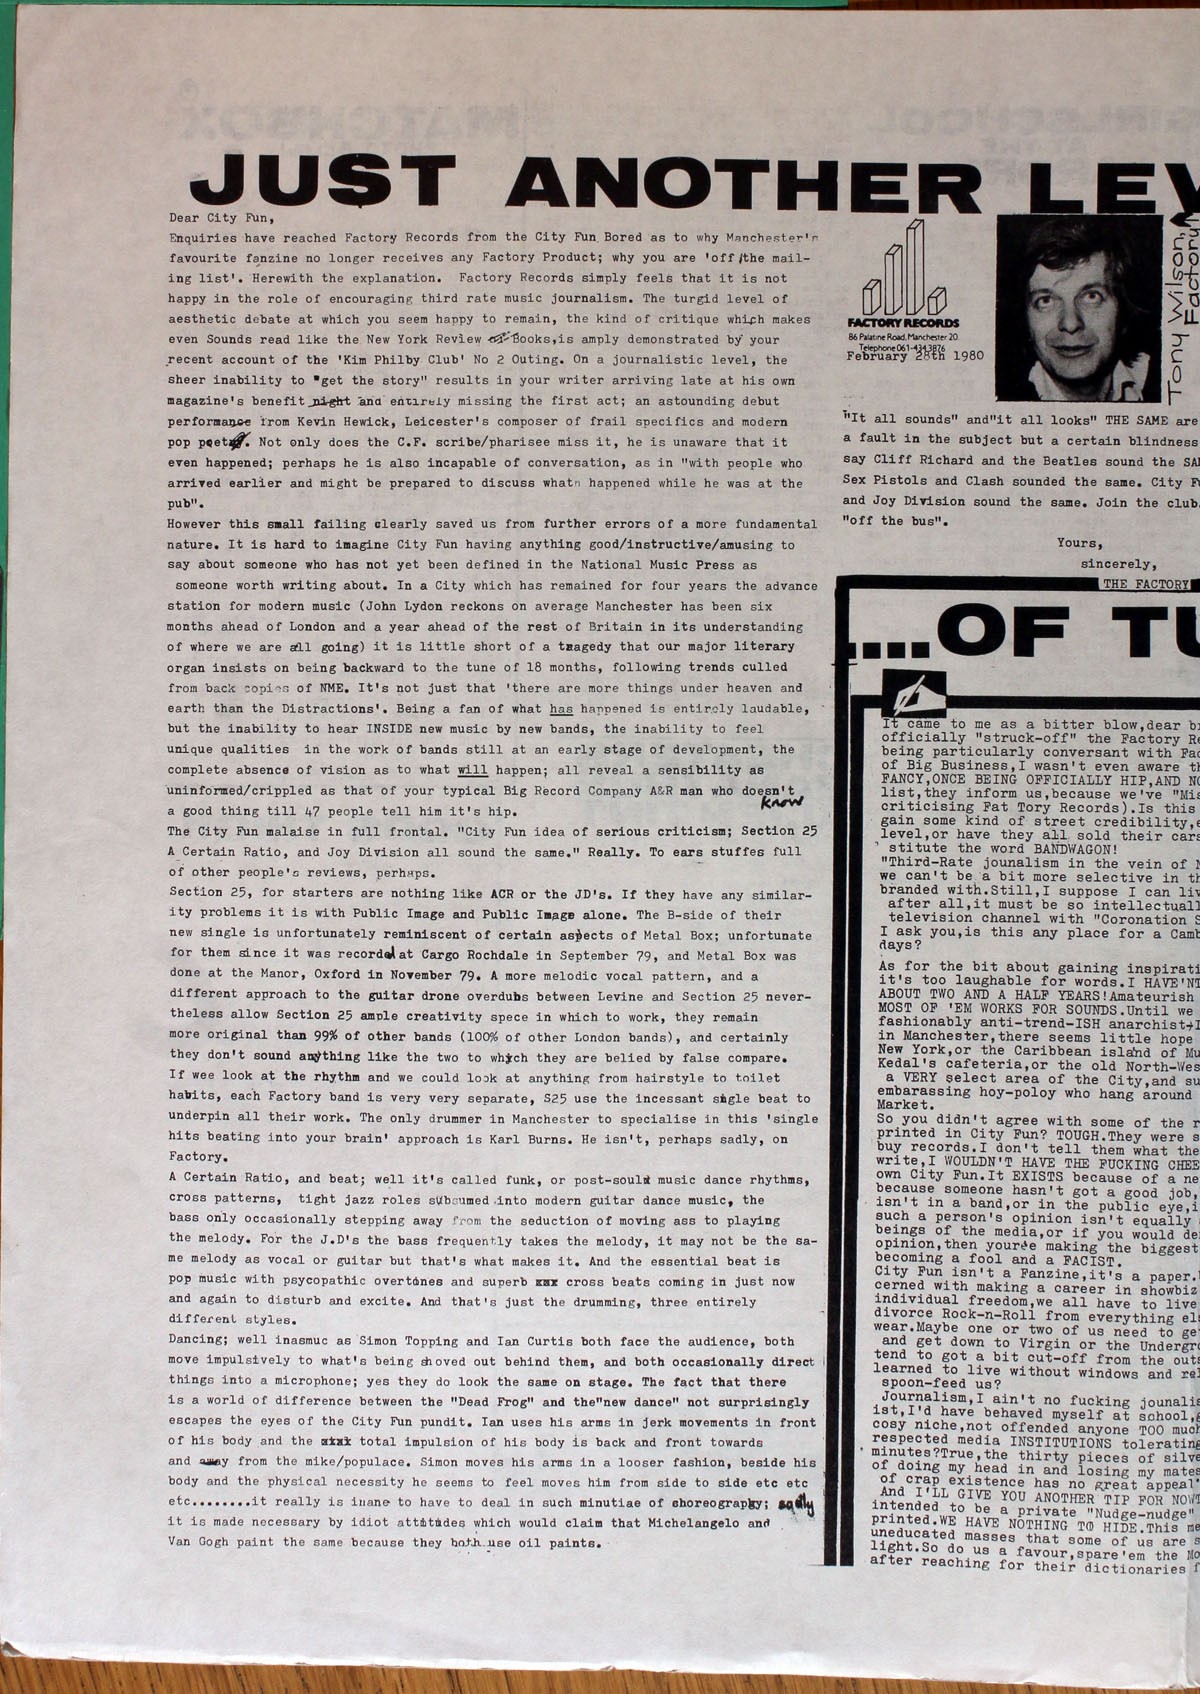 JUST ANOTHER LEV
Dear City Fun,
Enquiries have reached Factory Records from the City Fun Bored as to why Manchester's
favourite fanzine no longer receives any Factory Product; why you are 'off the mail-
ing list'. Herewith the explanation. Factory Records simply feels that it is not
happy in the role of encouraging third rate music journalism. The turgid level of
aesthetic debate at which you seem happy to remain, the kind of critique which makes
even Sounds read like the New York Review Books,is amply demonstrated by your
recent account of the 'Kim Philby Club' No 2 Outing. On a journalistic level, the
sheer inability to "get the story" results in your writer arriving late at his own
magazine's benefit night and entirely missing the first act; an astounding debut
performance from Kevin Hewick, Leicester's composer of frail specifics and modern
pop poetry. Not only does the C.F. scribe/pharisee miss it, he is unaware that it
even happened; perhaps he is also incapable of conversation, as in "with people who
arrived earlier and might be prepared to discuss what happened while he was at the
pub".
However this small failing clearly saved us from further errors of a more fundamental
nature. It is hard to imagine City Fun having anything good/instructive/amusing to
say about someone who has not yet been defined in the National Music Press as
someone worth writing about. In a City which has remained for four years the advance
station for modern music (John Lydon reckons on average Manchester has been six
months ahead of London and a year ahead of the rest of Britain in its understanding
of where we are all going) it is little short of a tragedy that our major literary
organ insists on being backward to the tune of 18 months, following trends culled
from back copies of NME. It's not just that 'there are more things under heaven and
earth than the Distractions'. Being a fan of what has happened is entirely laudable,
but the inability to hear INSIDE new music by new bands, the inability to feel
unique qualities in the work of bands still at an early stage of development, the
complete absence of vision as to what will happen; all reveal a sensibility as
uninformed/crippled as that of your typical Big Record Company A&R man who doesn't
know
a good thing till 47 people tell him it's hip.
The City Fun malaise in full frontal. "City Fun idea of serious criticism; Section 25
A Certain Ratio, and Joy Division all sound the same." Really. To ears stuffes full
of other people's reviews, perhaps.
Section 25, for starters are nothing like ACR or the JD's. If they have any similar-
ity problems it is with Public Image and Public Image alone. The B-side of their
new single is unfortunately reminiscent of certain aspects of Metal Box; unfortunate
for them since it was recorded at Cargo Rochdale in September 79, and Metal Box was
done at the Manor, Oxford in November 79. A more melodic vocal pattern, and a
different approach to the guitar drone overdubs between Levine and Section 25 never-
theless allow Section 25 ample creativity spece in which to work, they remain
more original than 99% of other bands (100% of other London bands), and certainly
they don't sound anything like the two to which they are belied by false compare.
If wee look at the rhythm and we could look at anything from hairstyle to toilet
habits, each Factory band is very very separate, S25 use the incessant single beat to
underpin all their work. The only drummer in Manchester to specialise in this 'single
hits beating into your brain' approach is Karl Burns. He isn't, perhaps sadly, on
Factory.
A Certain Ratio, and beat; well it's called funk, or post-soul music dance rhythms,
cross patterns, tight jazz roles subsumed into modern guitar dance music, the
bass only occasionally stepping away from the seduction of moving ass to playing
the melody. For the J.D's the bass frequently takes the melody, it may not be the sa-
me melody as vocal or guitar but that's what makes it. And the essential beat is
pop music with psycopathic overtones and superb xxx cross beats coming in just now
and again to disturb and excite. And that's just the drumming, three entirely
different styles.
Dancing; well inasmuc as Simon Topping and Ian Curtis both face the audience, both
move impulsively to what's being shoved out behind them, and both occasionally direct
things into a microphone; yes they do look the same on stage. The fact that there
is a world of difference between the "Dead Frog" and the"new dance" not surprisingly
escapes the eyes of the City Fun pundit. Ian uses his arms in jerk movements in front
of his body and the total impulsion of his body is back and front towards
and away from the mike/populace. Simon moves his arms in a looser fashion, beside his
body and the physical necessity he seems to feel moves him from side to side etc etc
etc........it really is inane to have to deal in such minutiae of choreography; sadly
it is made necessary by idiot attitudes which would claim that Michelangelo and
Van Gogh paint the same because they both use oil paints.
FACTORY RECORDS
86 Palatine Road, Manchester 20.
Telephone 061-434 3876
February 28th 1980
Tony Wilson,
Factory!
"It all sounds" and"it all looks" THE SAME are
a fault in the subject but a certain blindness
say Cliff Richard and the Beatles sound the SA
Sex Pistols and Clash sounded the same. City F
and Joy Division sound the same. Join the club.
"off the bus".
Yours,
sincerely,
THE FACTORY
....OF TU
It came to me as a bitter blow,dear b
officially "struck-off" the Factory Re
being particularly conversant with Fac
of Big Business,I wasn't even aware th
FANCY,ONCE BEING OFFICIALLY HIP,AND NO
list,they inform us,because we've "Mis
criticising Fat Tory Records).Is this
gain some kind of street credibility,e
level,or have they all sold their cars
stitute the word BANDWAGON!
"Third-Rate jounalism in the vein of N
we can't be a bit more selective in th
branded with.Still,I suppose I can liv
after all,it must be so intellectuall
television channel with "Coronation S
I ask you,is this any place for a Camb
days?
As for the bit about gaining inspirati
it's too laughable for words.I HAVE'NT
ABOUT TWO AND A HALF YEARS!Amateurish
MOST OF 'EM WORKS FOR SOUNDS.Until we
fashionably anti-trend-ISH anarchist+I
in Manchester,there seems little hope
New York,or the Caribbean island of Mu
Kedal's cafeteria,or the old North-Wes
a VERY select area of the City,and su
embarassing hoy-poloy who hang around
Market.
So you didn't agree with some of the r
printed in City Fun? TOUGH.They were s
buy records.I don't tell them what the
write,I WOULDN'T HAVE THE FUCKING CHEE
own City Fun.It EXISTS because of a ne
because someone hasn't got a good job,
isn't in a band,or in the public eye,i
such a person's opinion isn't equally
beings of the media,or if you would de
opinion,then youre making the biggest
becoming a fool and a FACIST.
City Fun isn't a Fanzine,it's a paper.
cerned with making a career in showbiz
individual freedom,we all have to live
divorce Rock-n-Roll from everything el
wear.Maybe one or two of us need to ge
and get down to Virgin or the Undergr
tend to got a bit cut-off from the out
learned to live without windows and re
spoon-feed us?
Journalism,I ain't no fucking jounalis
ist,I'd have behaved myself at school,g
cosy niche,not offended anyone TOO much
respected media INSTITUTIONS tolerating
minutes?True,the thirty pieces of silve
of doing my head in and losing my mates
of crap existence has no great appeal
And I'LL GIVE YOU ANOTHER TIP FOR NOW
intended to be a private "Nudge-nudge"
printed.WE HAVE NOTHING TO HIDE.This me
uneducated masses that some of us are s
light.So do us a favour,spare'em the Mo
after reaching for their dictionaries f